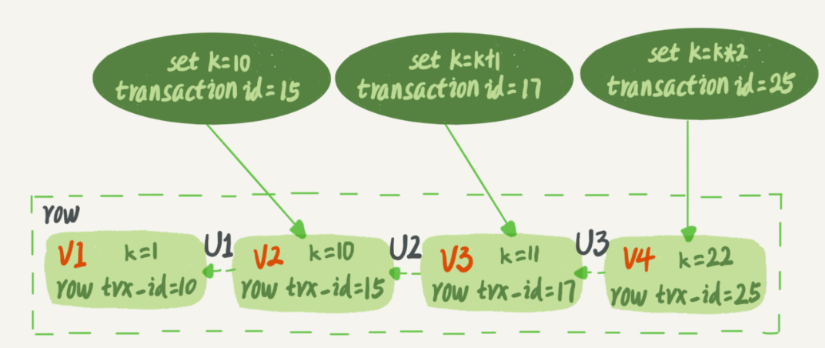 set k=10
transaction id=15
set k=k+1
transaction id=17
set k=k*2
transaction id=25
row
V1 k=1
row trx-id=10
U1
V2 k=10
row trx-id=15
U2
V3 k=11
row trx-id=17
U3
V4 k=22
row trx-id=25